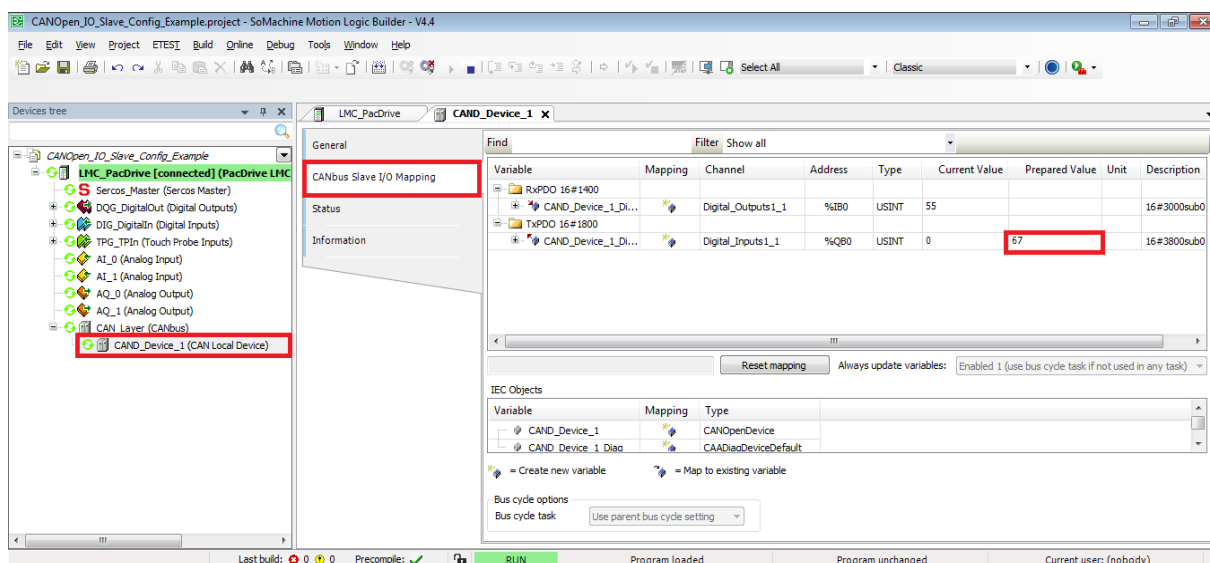 CANOpen_IO_Slave_Config_Example.project - SoMachine Motion Logic Builder - V4.4
File Edit View Project ETEST Build Online Debug Tools Window Help
Select All Classic
Devices tree
LMC_PacDrive CAND_Device_1
CANOpen_IO_Slave_Config_Example
LMC_PacDrive [connected] (PacDrive LMC
Sercos_Master (Sercos Master)
DQG_DigitalOut (Digital Outputs)
DIG_DigitalIn (Digital Inputs)
TPG_TPIn (Touch Probe Inputs)
AI_0 (Analog Input)
AI_1 (Analog Input)
AQ_0 (Analog Output)
AQ_1 (Analog Output)
CAN_Layer (CANbus)
CAND_Device_1 (CAN Local Device)
General
CANbus Slave I/O Mapping
Status
Information
Find Filter Show all
Variable Mapping Channel Address Type Current Value Prepared Value Unit Description
RxPDO 16#1400
CAND_Device_1_Di... Digital_Outputs1_1 %IB0 USINT 55 16#3000sub0
TxPDO 16#1800
CAND_Device_1_Di... Digital_Inputs1_1 %QB0 USINT 0 67 16#3800sub0
Reset mapping Always update variables: Enabled 1 (use bus cycle task if not used in any task)
IEC Objects
Variable Mapping Type
CAND_Device_1 CANOpenDevice
CAND_Device_1_Diag CAADiagDeviceDefault
= Create new variable = Map to existing variable
Bus cycle options
Bus cycle task Use parent bus cycle setting
Last build: 0 0 Precompile: RUN Program loaded Program unchanged Current user: (nobody)